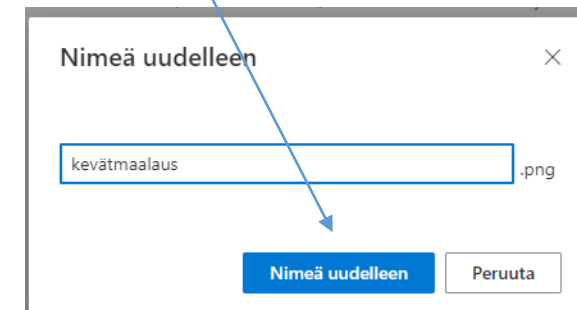 Nimeä uudelleen
kevätmaalaus
.png
Nimeä uudelleen
Peruuta